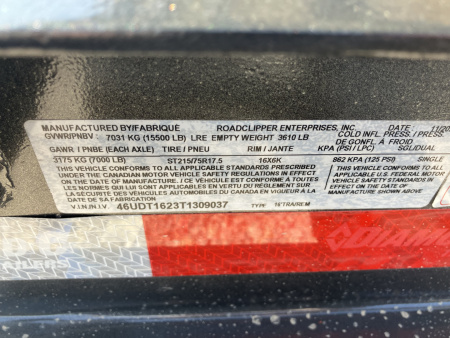 MANUFACTURED BY/FABRIQUÉ ROADCLIPPER ENTERPRISES, INC. DATE 11/20
GVWR/PNBV 7031 KG (15500 LB) LRE EMPTY WEIGHT 3610 LB COLD INFL. PRESS./PRESS.
DE GONFL. A FROID
GAWR / PNBE (EACH AXLE) TIRE / PNEU RIM / JANTE KPA (PSI / LPC) SGL/DUAL
3175 KG (7000 LB) ST215/75R17.5 16X6K 862 KPA (125 PSI) SINGLE
THIS VEHICLE CONFORMS TO ALL APPLICABLE STANDARDS PRESCRIBED
UNDER THE CANADIAN MOTOR VEHICLE SAFETY REGULATIONS IN EFFECT
ON THE DATE OF MANUFACTURE. / CE VEHICULE EST CONFORME A TOUTES
LES NORMES QUI LUI SONT APPLICABLES EN VERTU DU REGLEMENT SUR
LA SECURITE DES VEHICULES AUTOMOBILES DU CANADA EN VIGUEUR A LA
DATE DE SA FABRICATION
THIS VEHICLE CONFORMS TO ALL
APPLICABLE U.S. FEDERAL MOTOR
VEHICLE SAFETY STANDARDS IN
EFFECT ON THE DATE OF
MANUFACTURE SHOWN ABOVE
V.I.N./N.I.V. 46UDT1623T1309037 TYPE TETRA/REM